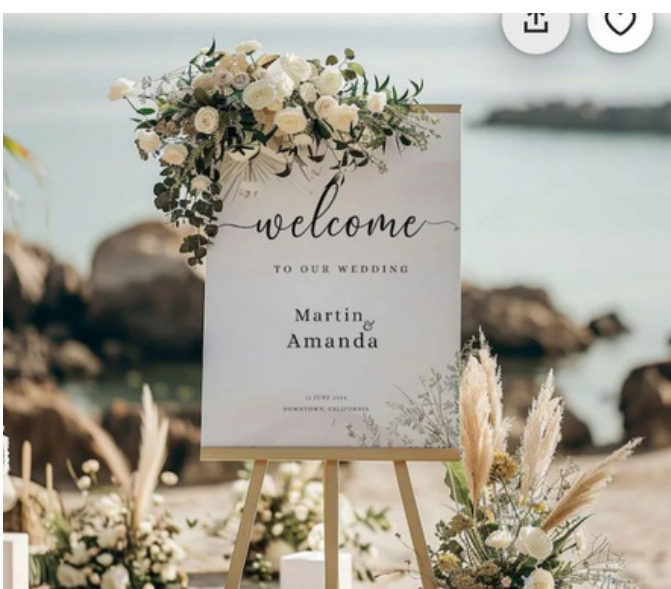 welcome
TO OUR WEDDING
Martin
&
Amanda
DOWNTOWN, CALIFORNIA